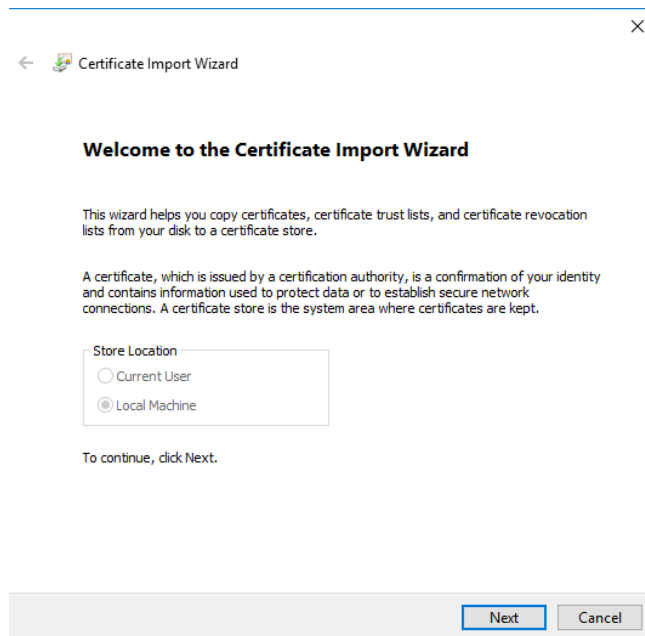 Certificate Import Wizard
Welcome to the Certificate Import Wizard
This wizard helps you copy certificates, certificate trust lists, and certificate revocation
lists from your disk to a certificate store.
A certificate, which is issued by a certification authority, is a confirmation of your identity
and contains information used to protect data or to establish secure network
connections. A certificate store is the system area where certificates are kept.
Store Location
Current User
Local Machine
To continue, click Next.
Next Cancel